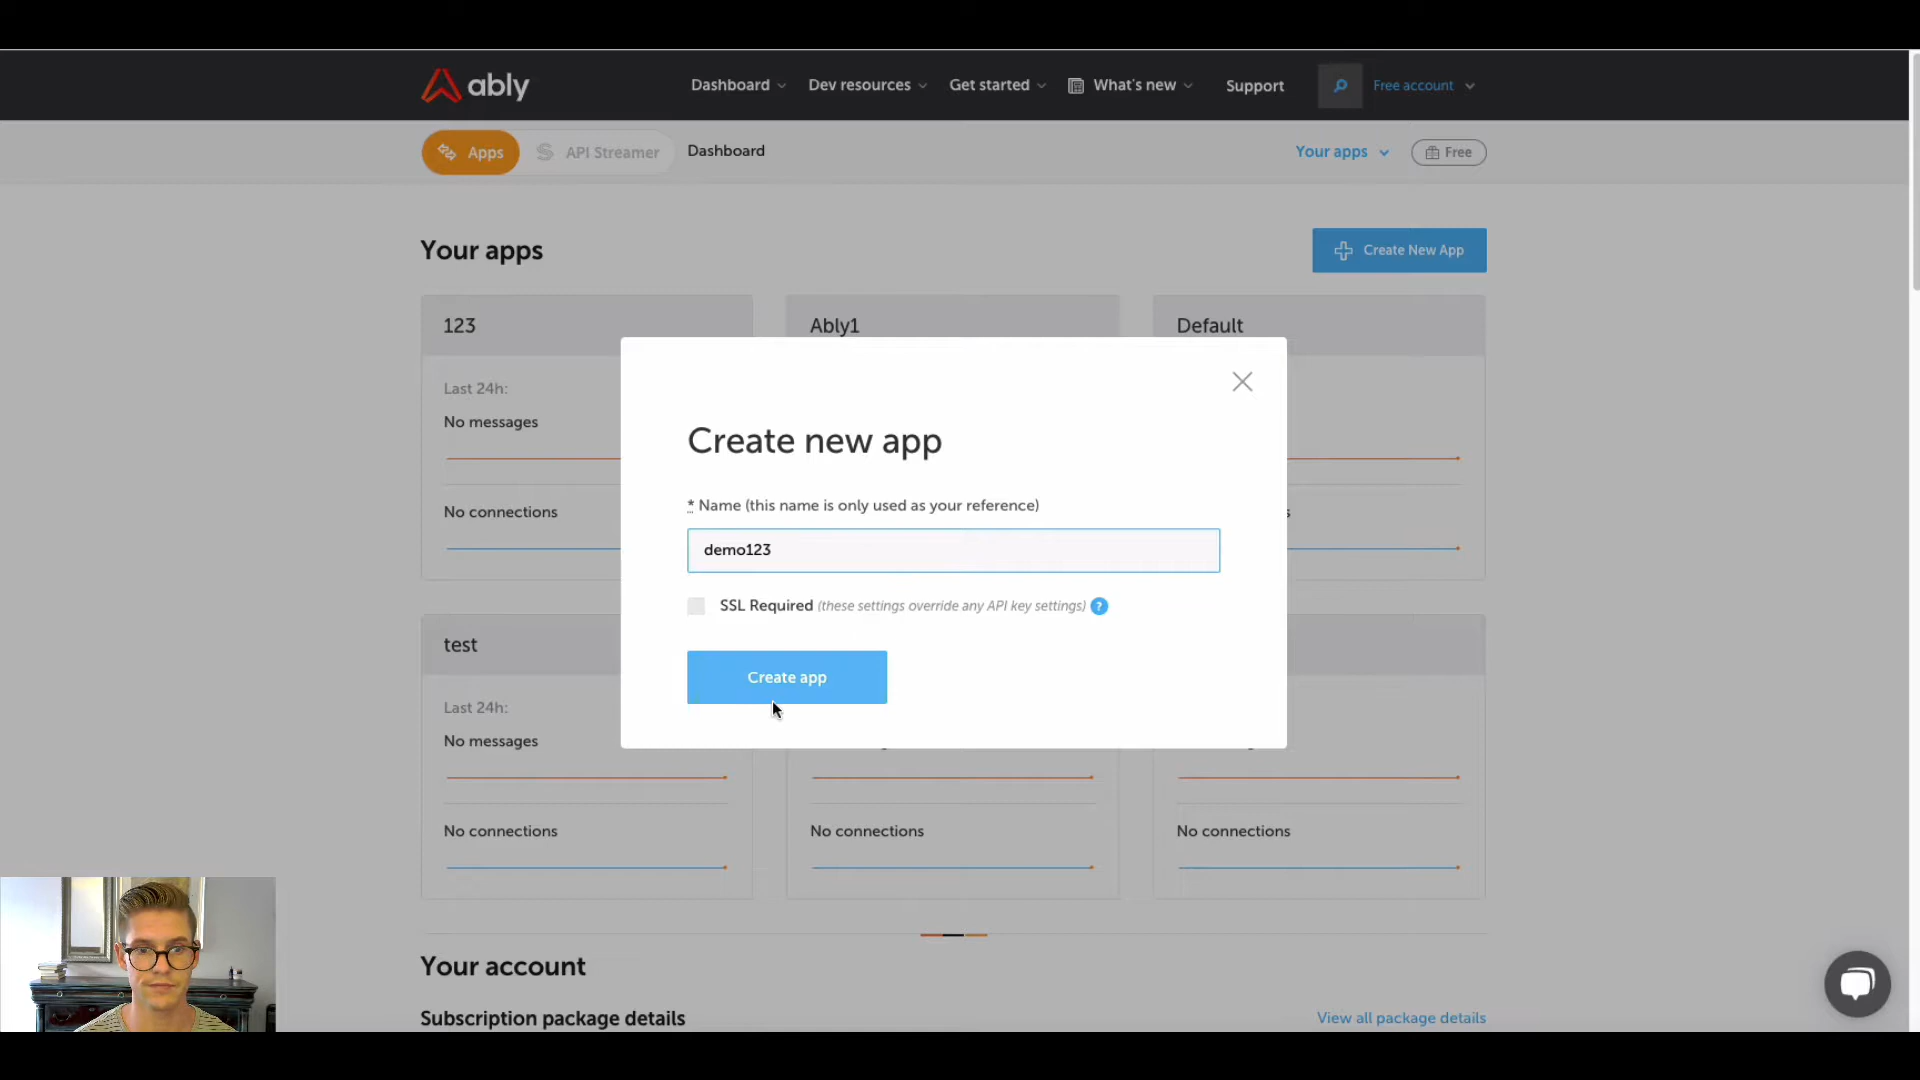 ably
Dashboard
Dev resources
Get started
What's new
Support
Free account
Apps
API Streamer
Dashboard
Your apps
Free
Your apps
Create New App
123
Ably1
Default
Last 24h:
No messages
No connections
Create new app
* Name (this name is only used as your reference)
demo123
SSL Required (these settings override any API key settings) ?
Create app
test
Last 24h:
No messages
No connections
No connections
No connections
Your account
Subscription package details
View all package details